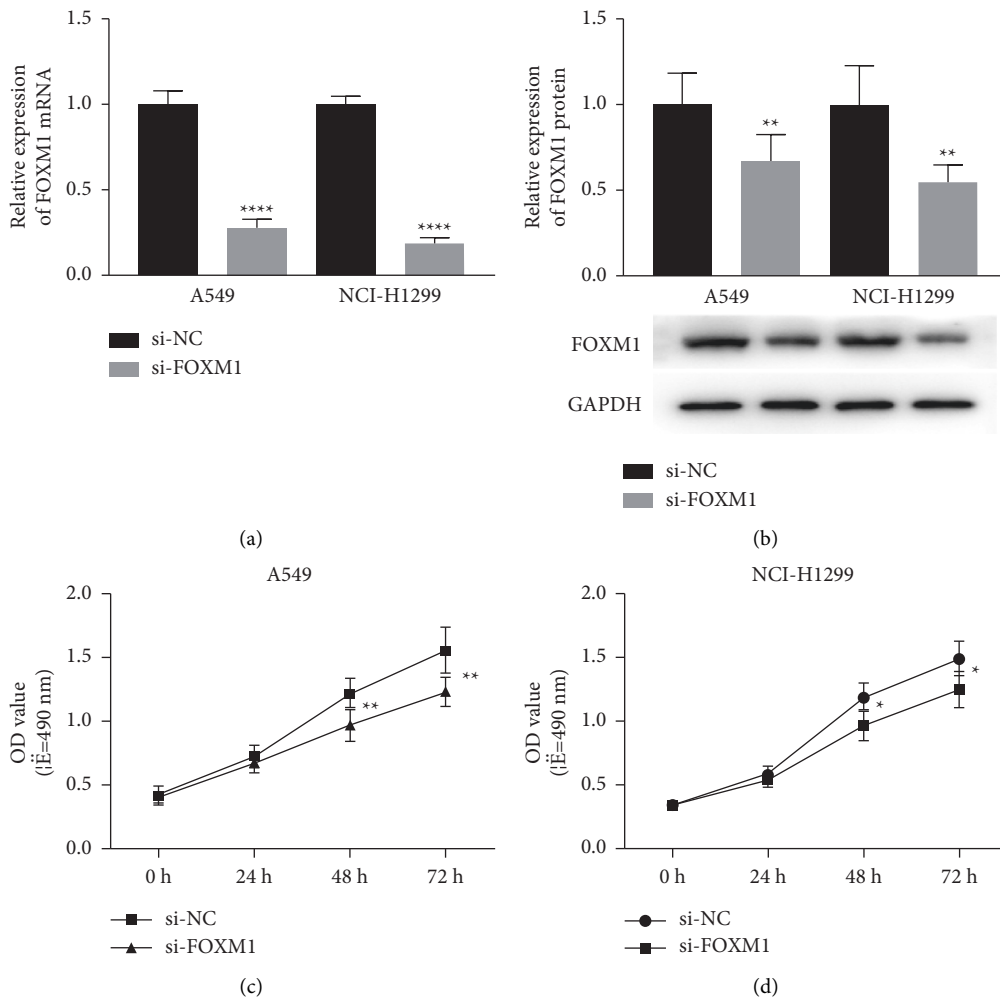 Relative expression
of FOXM1 mRNA
1.5
1.0
0.5
0.0
****
****
A549 NCI-H1299
si-NC
si-FOXM1
(a)
Relative expression
of FOXM1 protein
1.5
1.0
0.5
0.0
**
**
A549 NCI-H1299
FOXM1
GAPDH
si-NC
si-FOXM1
(b)
A549
OD value
(¦Ë=490 nm)
2.0
1.5
1.0
0.5
0.0
**
**
0 h 24 h 48 h 72 h
si-NC
si-FOXM1
(c)
NCI-H1299
OD value
(¦Ë=490 nm)
2.0
1.5
1.0
0.5
0.0
*
*
0 h 24 h 48 h 72 h
si-NC
si-FOXM1
(d)